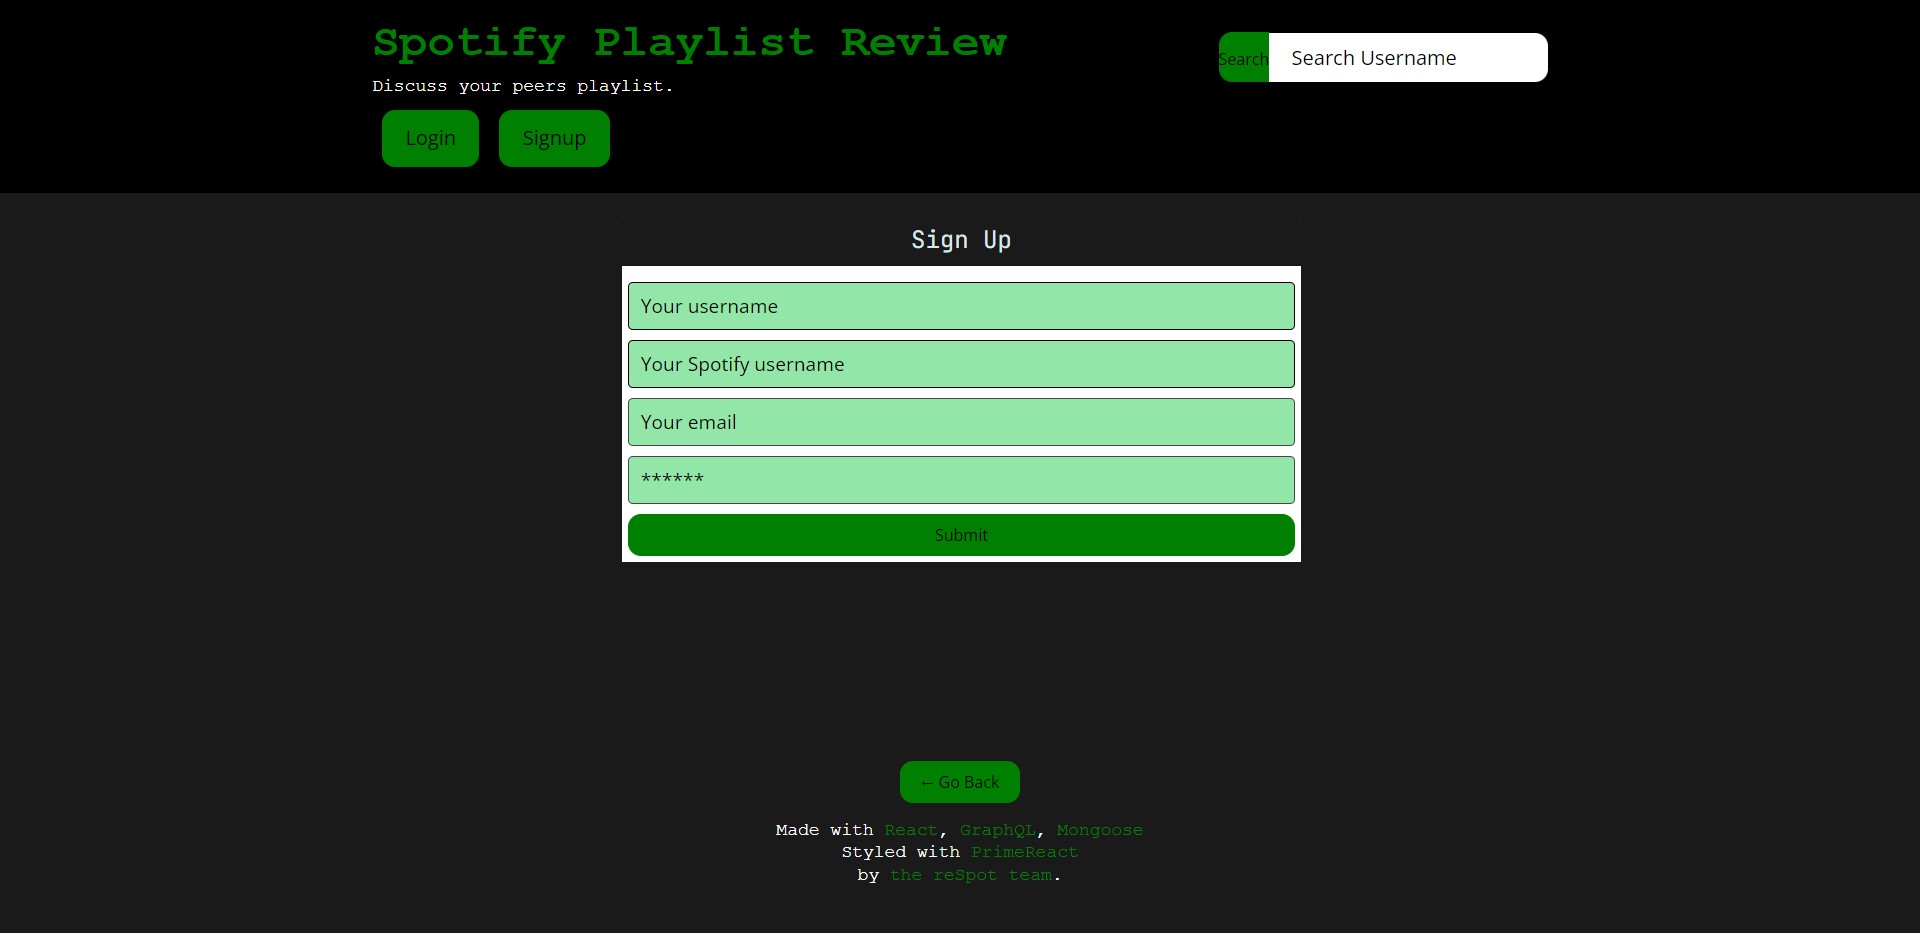 Spotify Playlist Review
Discuss your peers playlist.
Login
Signup
Search
Search Username
Sign Up
Your username
Your Spotify username
Your email
******
Submit
← Go Back
Made with React, GraphQL, Mongoose
Styled with PrimeReact
by the reSpot team.